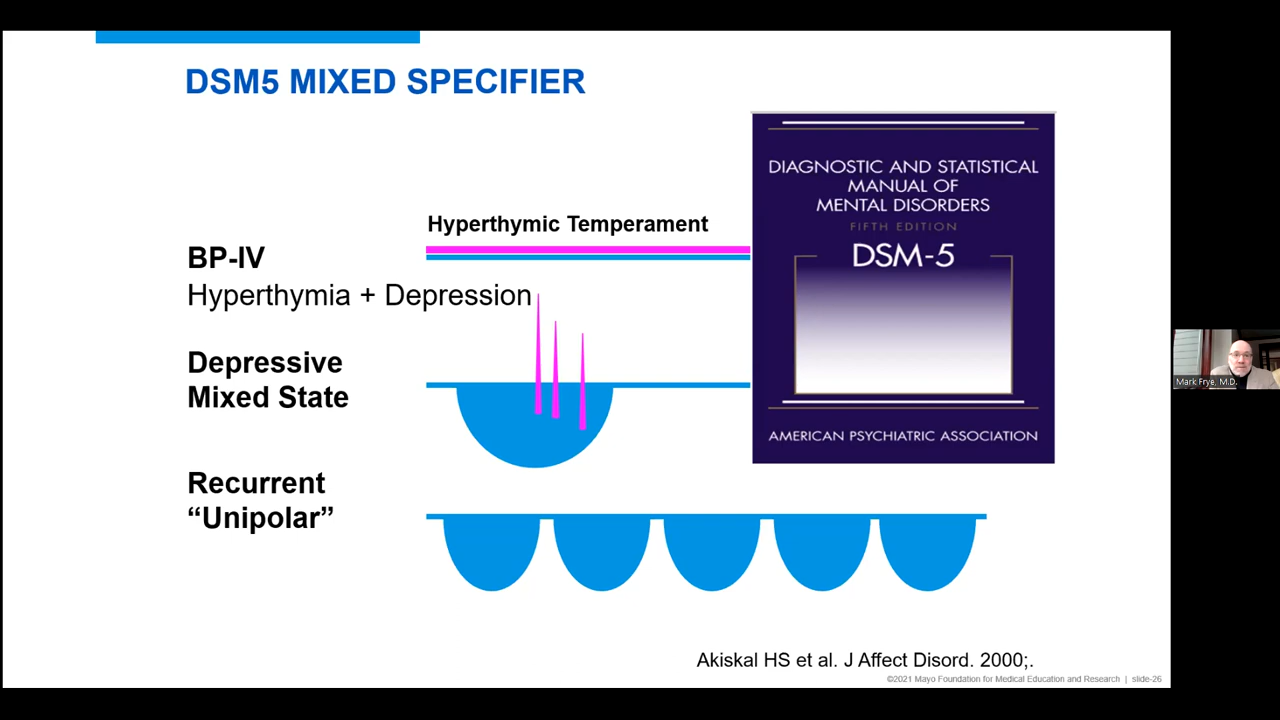 DSM5 MIXED SPECIFIER
Hyperthymic Temperament
BP-IV
Hyperthymia + Depression
Depressive
Mixed State
Recurrent
“Unipolar”
DIAGNOSTIC AND STATISTICAL
MANUAL OF
MENTAL DISORDERS
FIFTH EDITION
DSM-5
AMERICAN PSYCHIATRIC ASSOCIATION
Mark Frye, M.D.
Akiskal HS et al. J Affect Disord. 2000;.
©2021 Mayo Foundation for Medical Education and Research | slide-26